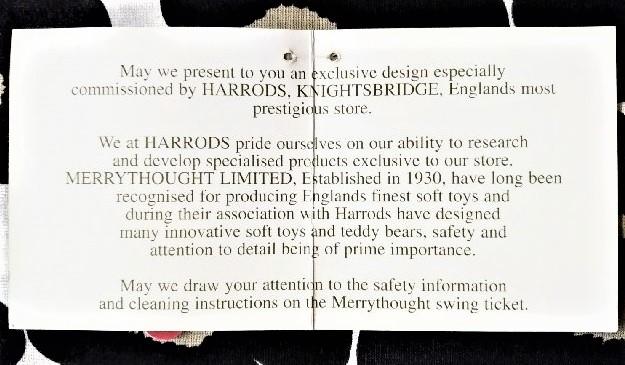 May we present to you an exclusive design especially
commissioned by HARRODS, KNIGHTSBRIDGE, Englands most
prestigious store.
We at HARRODS pride ourselves on our ability to research
and develop specialised products exclusive to our store.
MERRYTHOUGHT LIMITED, Established in 1930, have long been
recognised for producing Englands finest soft toys and
during their association with Harrods have designed
many innovative soft toys and teddy bears, safety and
attention to detail being of prime importance.
May we draw your attention to the safety information
and cleaning instructions on the Merrythought swing ticket.